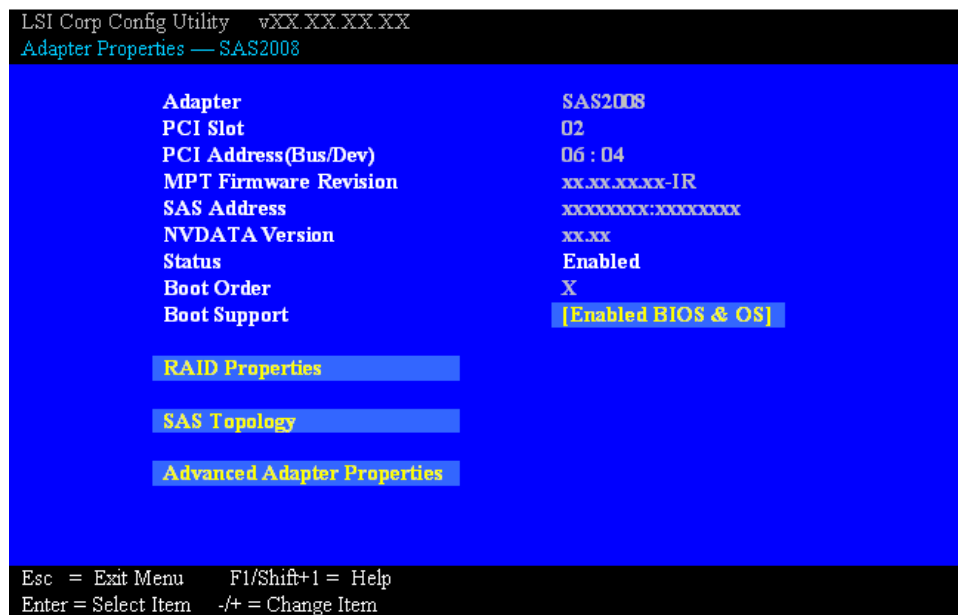 LSI Corp Config Utility vXX.XX.XX.XX
Adapter Properties — SAS2008
Adapter SAS2008
PCI Slot 02
PCI Address(Bus/Dev) 06 : 04
MPT Firmware Revision xx.xx.xx.xx-IR
SAS Address xxxxxxxx:xxxxxxxx
NVDATA Version xx.xx
Status Enabled
Boot Order X
Boot Support [Enabled BIOS & OS]
RAID Properties
SAS Topology
Advanced Adapter Properties
Esc = Exit Menu F1/Shift+1 = Help
Enter = Select Item -/+ = Change Item